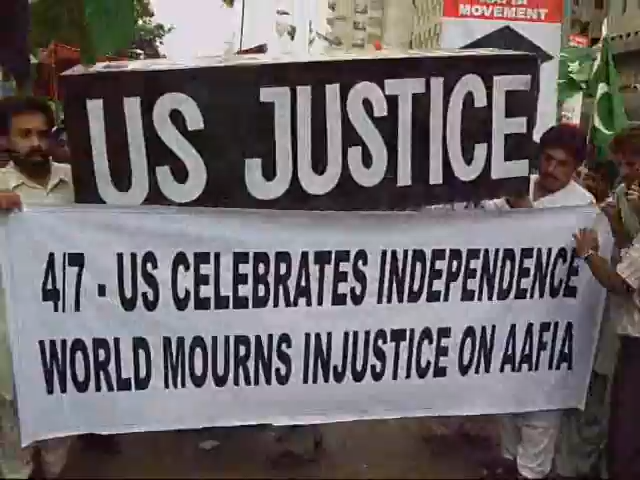 MOVEMENT
US JUSTICE
4/7 - US CELEBRATES INDEPENDENCE
WORLD MOURNS INJUSTICE ON AAFIA